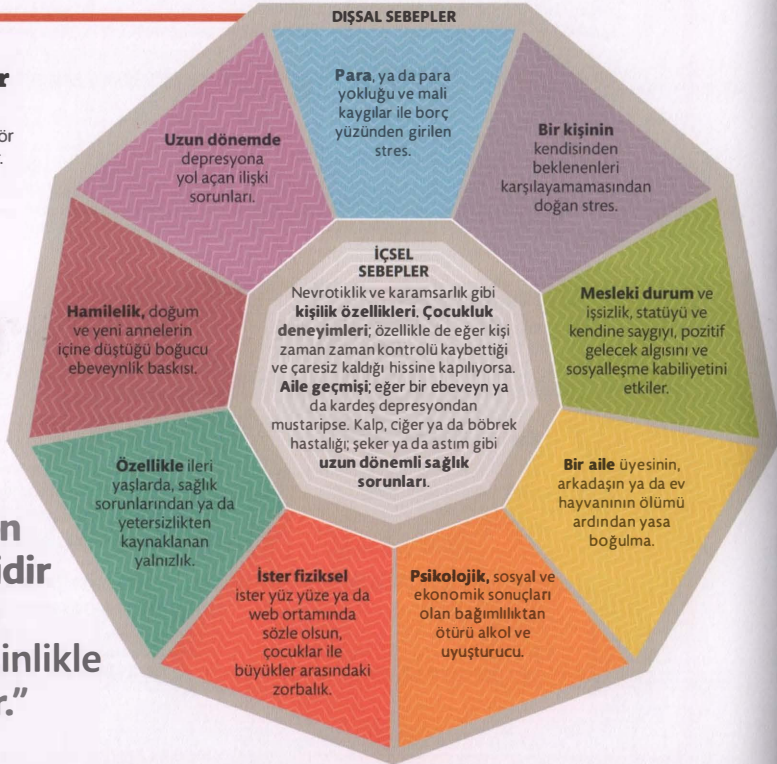 DIŞSAL SEBEPLER
Para, ya da para
yokluğu ve mali
kaygılar ile borç
yüzünden girilen
stres.
Bir kişinin
kendisinden
beklenenleri
karşılayamamasından
doğan stres.
Mesleki durum ve
işsizlik, statüyü ve
kendine saygıyı, pozitif
gelecek algısını ve
sosyalleşme kabiliyetini
etkiler.
Bir aile üyesinin,
arkadaşın ya da ev
hayvanının ölümü
ardından yasa
boğulma.
Psikolojik, sosyal ve
ekonomik sonuçları
olan bağımlılıktan
ötürü alkol ve
uyuşturucu.
İster fiziksel
ister yüz yüze ya da
web ortamında
sözle olsun,
çocuklar ile
büyükler arasındaki
zorbalık.
Özellikle ileri
yaşlarda, sağlık
sorunlarından ya da
yetersizlikten
kaynaklanan
yalnızlık.
Hamilelik, doğum
ve yeni annelerin
içine düştüğü boğucu
ebeveynlik baskısı.
Uzun dönemde
depresyona
yol açan ilişki
sorunları.
İÇSEL
SEBEPLER
Nevrotiklik ve karamsarlık gibi
kişilik özellikleri. Çocukluk
deneyimleri; özellikle de eğer kişi
zaman zaman kontrolü kaybettiği
ve çaresiz kaldığı hissine kapılıyorsa.
Aile geçmişi; eğer bir ebeveyn ya
da kardeş depresyondan
mustaripse. Kalp, ciğer ya da böbrek
hastalığı; şeker ya da astım gibi
uzun dönemli sağlık
sorunları.